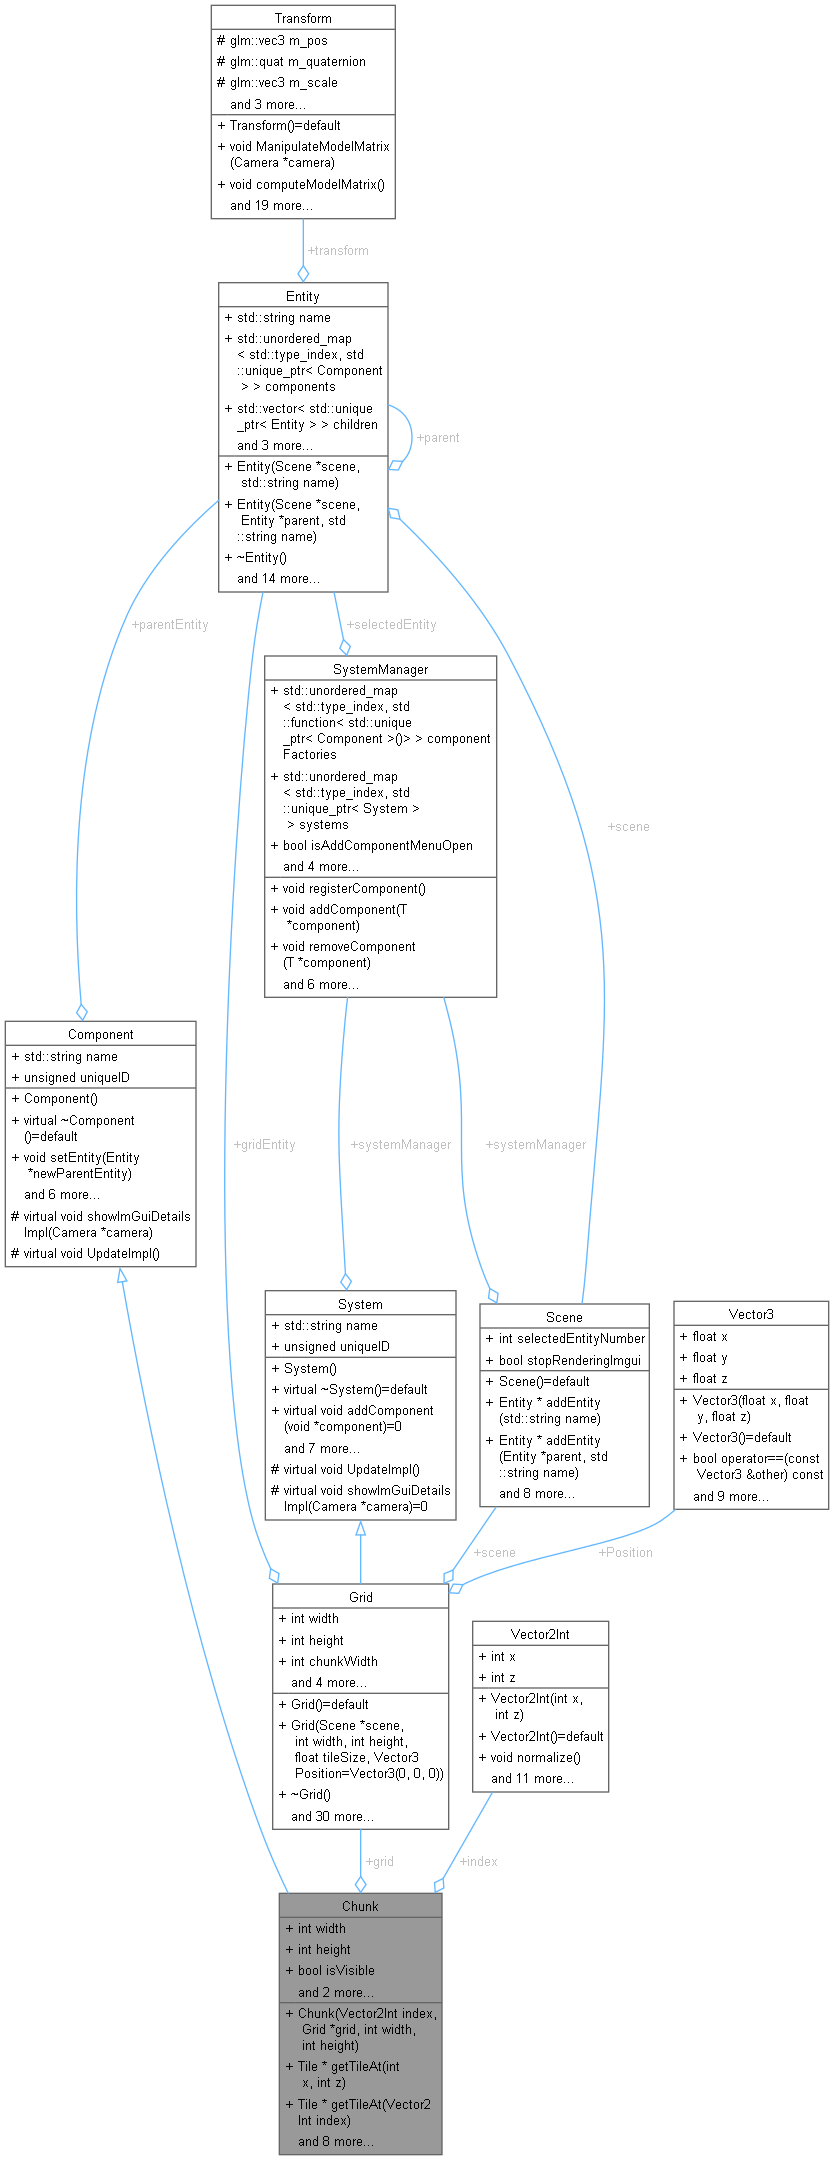 Transform
# glm::vec3 m_pos
# glm::quat m_quaternion
# glm::vec3 m_scale
and 3 more...
+ Transform()=default
+ void ManipulateModelMatrix
(Camera *camera)
+ void computeModelMatrix()
and 19 more...
+transform
Entity
+ std::string name
+ std::unordered_map
< std::type_index, std
::unique_ptr< Component
> > components
+ std::vector< std::unique
_ptr< Entity > > children
and 3 more...
+ Entity(Scene *scene,
std::string name)
+ Entity(Scene *scene,
Entity *parent, std
::string name)
+ ~Entity()
and 14 more...
+parent
+parentEntity
+selectedEntity
SystemManager
+ std::unordered_map
< std::type_index, std
::function< std::unique
_ptr< Component >()> > component
Factories
+ std::unordered_map
< std::type_index, std
::unique_ptr< System >
> systems
+ bool isAddComponentMenuOpen
and 4 more...
+ void registerComponent()
+ void addComponent(T
*component)
+ void removeComponent
(T *component)
and 6 more...
+scene
Component
+ std::string name
+ unsigned uniqueID
+ Component()
+ virtual ~Component
()=default
+ void setEntity(Entity
*newParentEntity)
and 6 more...
# virtual void showImGuiDetails
Impl(Camera *camera)
# virtual void UpdateImpl()
+gridEntity
+systemManager
+systemManager
System
+ std::string name
+ unsigned uniqueID
+ System()
+ virtual ~System()=default
+ virtual void addComponent
(void *component)=0
and 7 more...
# virtual void UpdateImpl()
# virtual void showImGuiDetails
Impl(Camera *camera)=0
Scene
+ int selectedEntityNumber
+ bool stopRenderingImgui
+ Scene()=default
+ Entity * addEntity
(std::string name)
+ Entity * addEntity
(Entity *parent, std
::string name)
and 8 more...
Vector3
+ float x
+ float y
+ float z
+ Vector3(float x, float
y, float z)
+ Vector3()=default
+ bool operator==(const
Vector3 &other) const
and 9 more...
+scene
+Position
Grid
+ int width
+ int height
+ int chunkWidth
and 4 more...
+ Grid()=default
+ Grid(Scene *scene,
int width, int height,
float tileSize, Vector3
Position=Vector3(0, 0, 0))
+ ~Grid()
and 30 more...
Vector2Int
+ int x
+ int z
+ Vector2Int(int x,
int z)
+ Vector2Int()=default
+ void normalize()
and 11 more...
+grid
+index
Chunk
+ int width
+ int height
+ bool isVisible
and 2 more...
+ Chunk(Vector2Int index,
Grid *grid, int width,
int height)
+ Tile * getTileAt(int
x, int z)
+ Tile * getTileAt(Vector2
Int index)
and 8 more...